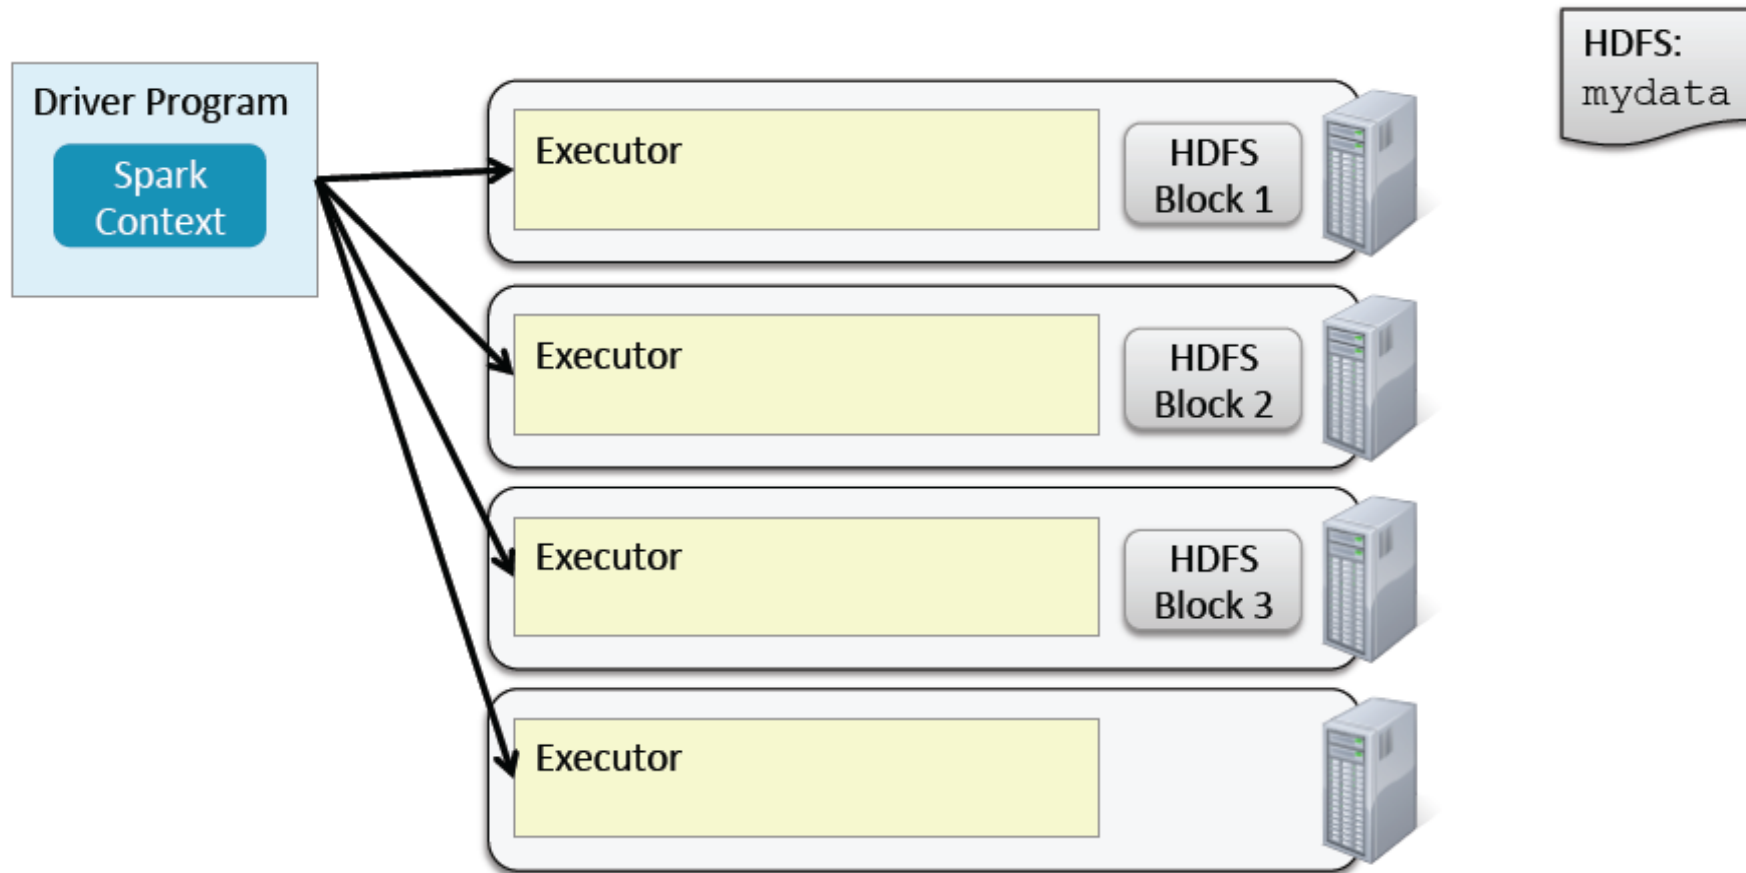 Driver Program
Spark
Context
Executor
HDFS
Block 1
Executor
HDFS
Block 2
Executor
HDFS
Block 3
Executor
HDFS:
mydata